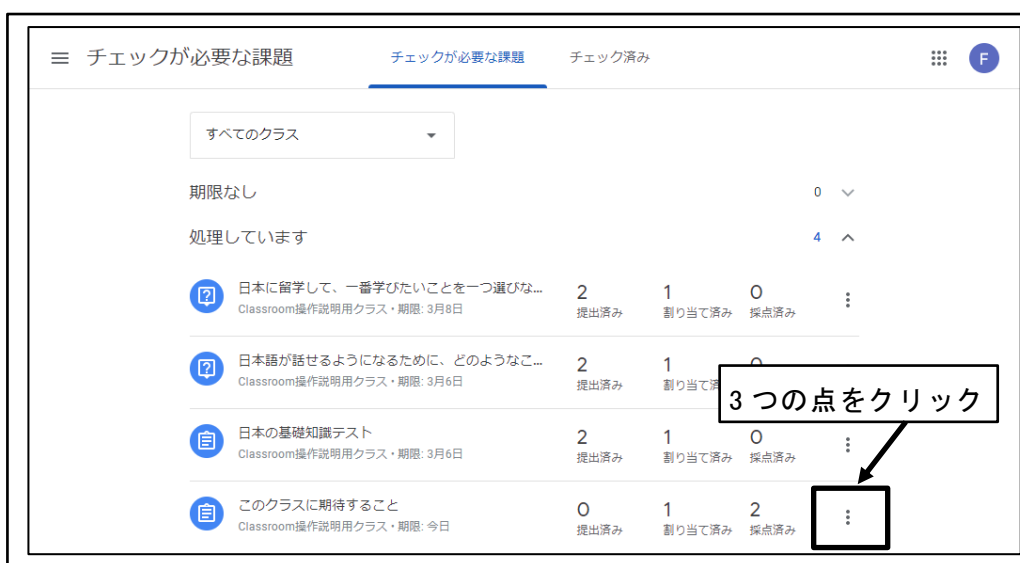 チェックが必要な課題
チェックが必要な課題
チェック済み
F
すべてのクラス
期限なし
0
処理しています
4
日本に留学して、一番学びたいことを一つ選びな...
Classroom操作説明用クラス・期限: 3月8日
2
提出済み
1
割り当て済み
0
採点済み
日本語が話せるようになるために、どのようなこ...
Classroom操作説明用クラス・期限: 3月6日
2
提出済み
1
3つの点をクリック
日本の基礎知識テスト
Classroom操作説明用クラス・期限: 3月6日
2
提出済み
1
割り当て済み
0
採点済み
このクラスに期待すること
Classroom操作説明用クラス・期限: 今日
0
提出済み
1
割り当て済み
2
採点済み